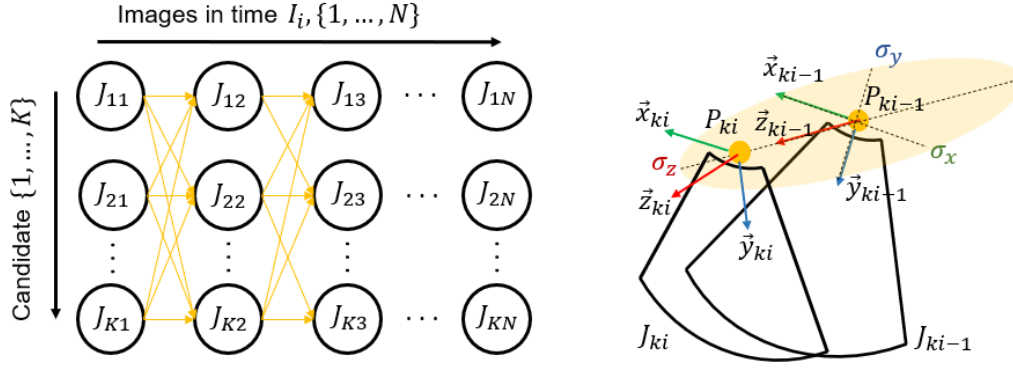 Images in time I_i, {1, ..., N}
Candidate {1, ..., K}
J_11 J_12 J_13 · · · J_1N
J_21 J_22 J_23 J_2N
J_K1 J_K2 J_K3 · · · J_KN
σ_y
x⃗_ki−1
P_ki−1
x⃗_ki P_ki z⃗_ki−1
σ_z σ_x
z⃗_ki y⃗_ki−1
y⃗_ki
J_ki J_ki−1